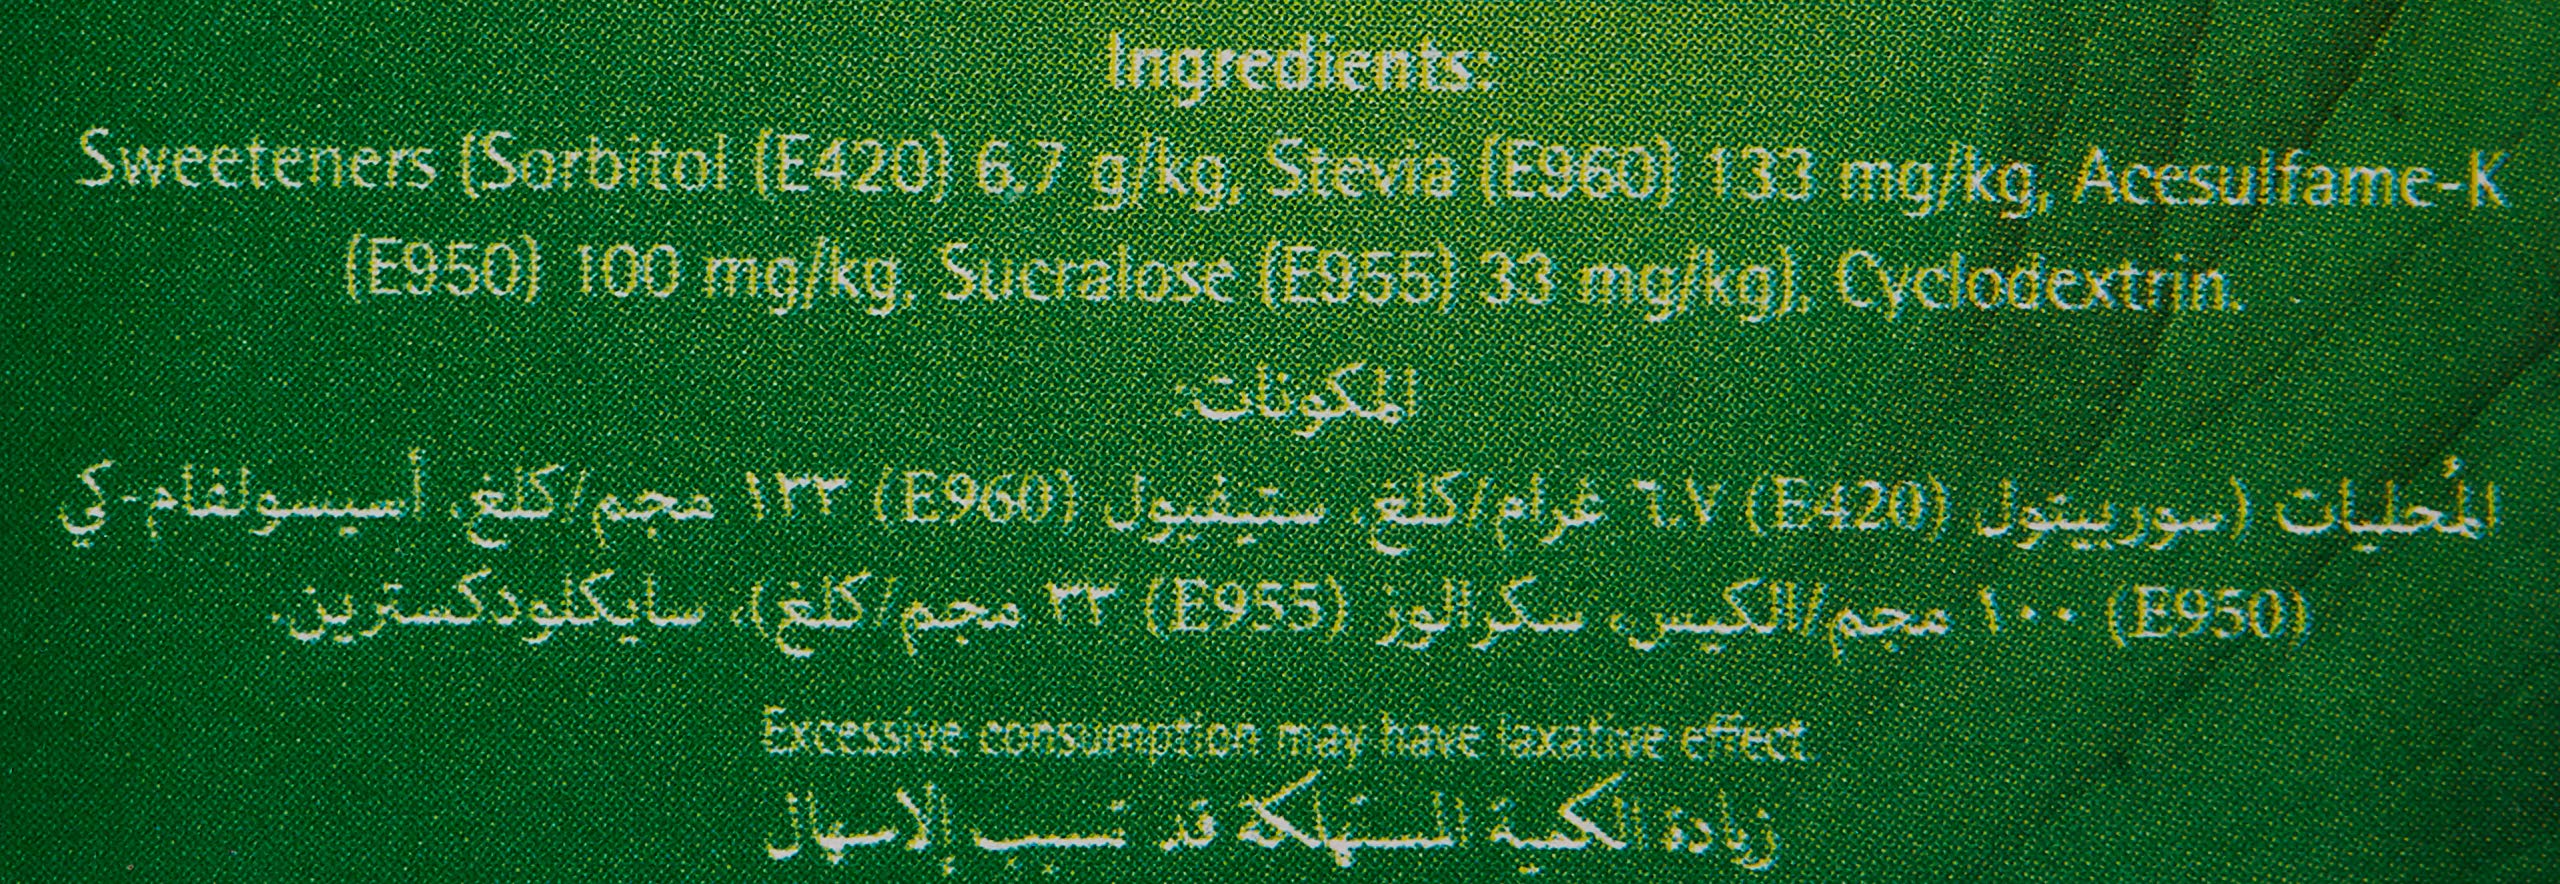 Ingredients:
Sweeteners (Sorbitol (E420) 6.7 g/kg, Stevia (E960) 133 mg/kg, Acesulfame-K
(E950) 100 mg/kg, Sucralose (E955) 33 mg/kg), Cyclodextrin.
المكونات:
المُحليات (سوربيتول (E420) ٦.٧ غرام/كلغ، ستيفيول (E960) ١٣٣ مجم/كلغ، أسيسولفام-كي
(E950) ١٠٠ مجم/الكيس، سكرالوز (E955) ٣٣ مجم/كلغ)، سايكلودكسترين.
Excessive consumption may have laxative effect.
زيادة الكمية المستهلكة قد تسبب الإسهال